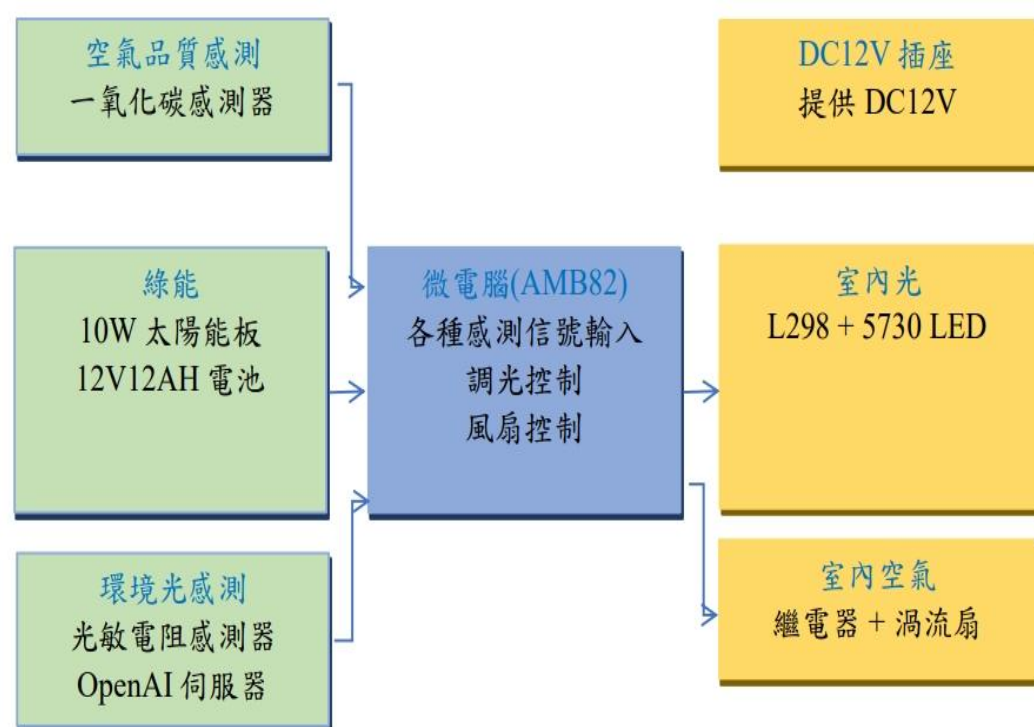 空氣品質感測
一氧化碳感測器
綠能
10W 太陽能板
12V12AH 電池
環境光感測
光敏電阻感測器
OpenAI 伺服器
微電腦(AMB82)
各種感測信號輸入
調光控制
風扇控制
DC12V 插座
提供 DC12V
室內光
L298 + 5730 LED
室內空氣
繼電器 + 渦流扇